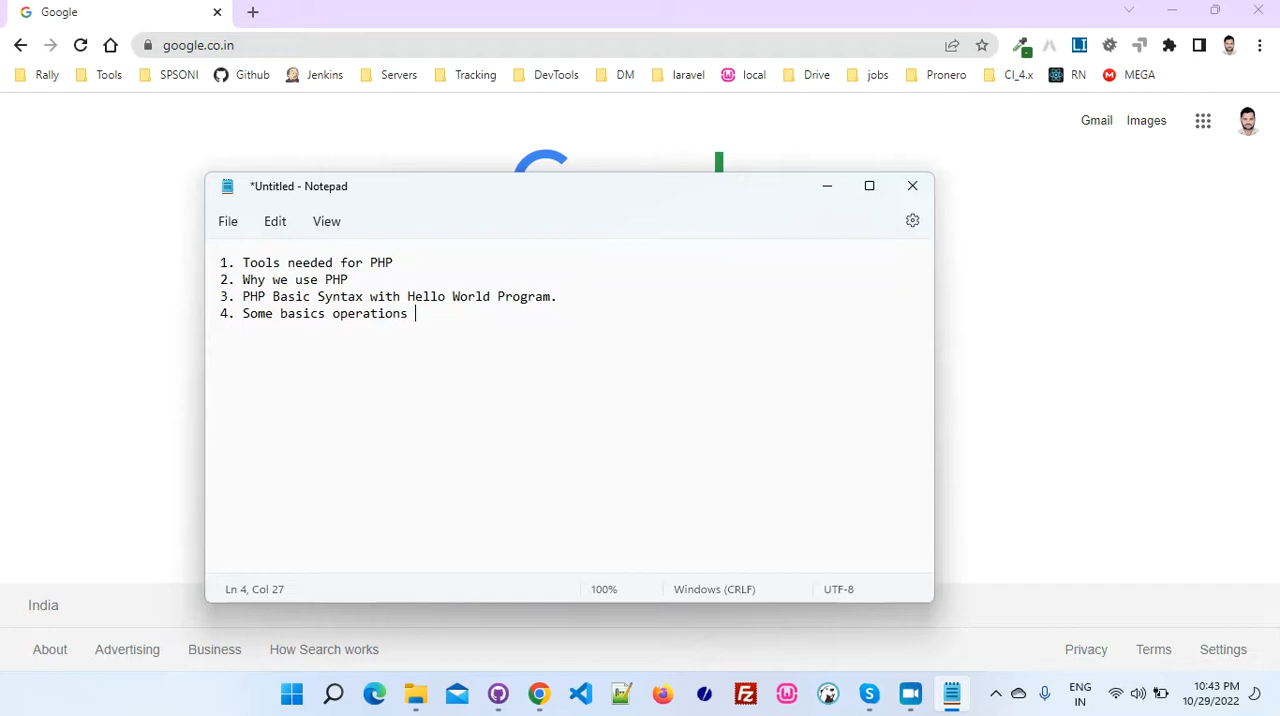 Google
google.co.in
Rally Tools SPSONI Github Jenkins Servers Tracking DevTools DM laravel local Drive jobs Pronero CI_4.x RN MEGA
Gmail Images
*Untitled - Notepad
File Edit View
1. Tools needed for PHP
2. Why we use PHP
3. PHP Basic Syntax with Hello World Program.
4. Some basics operations
Ln 4, Col 27 100% Windows (CRLF) UTF-8
India
About Advertising Business How Search works Privacy Terms Settings
ENG 10:43 PM
IN 10/29/2022